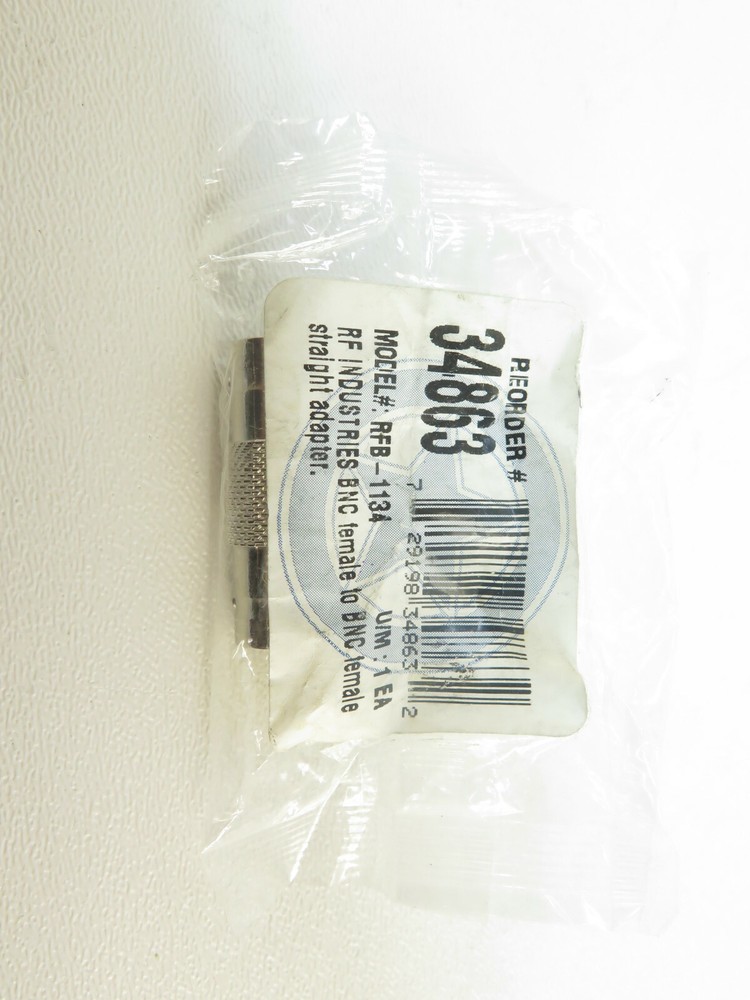 REORDER #
34863
7 29198 34863 2
MODEL#: RFB-1134 U/M : 1 EA
RF INDUSTRIES BNC female to BNC female
straight adapter.